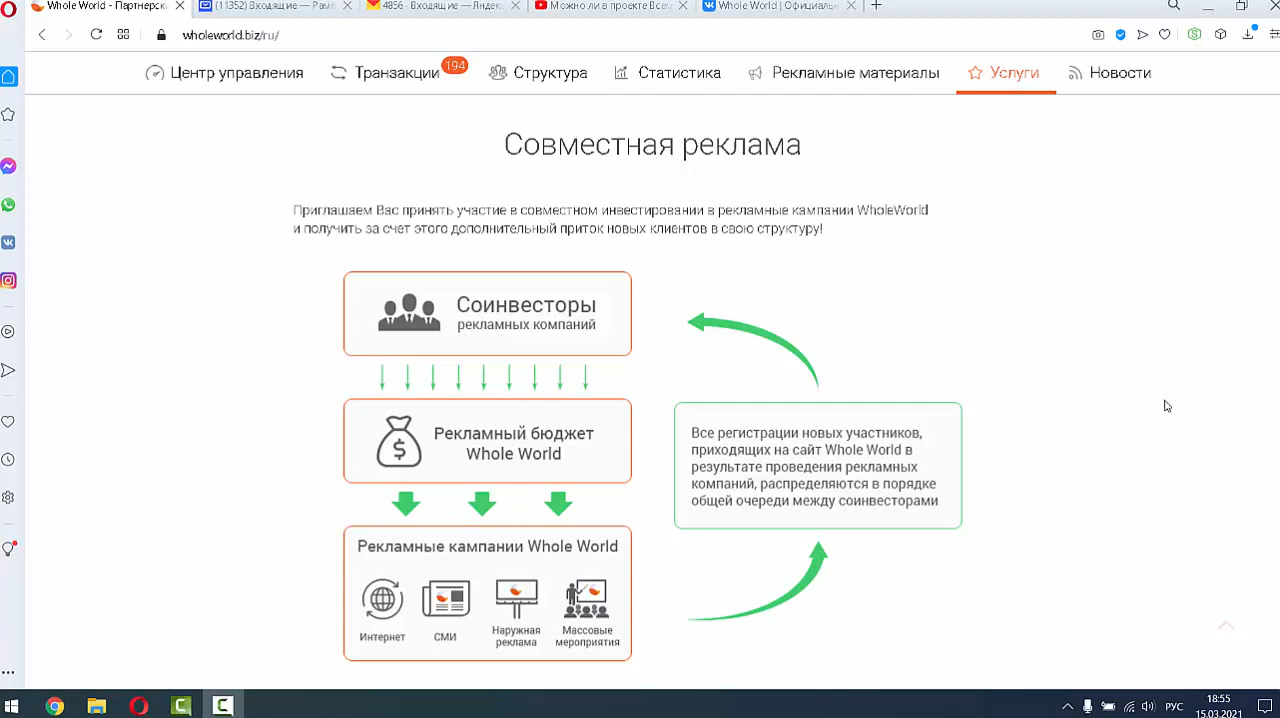 Whole World - Партнерска
(11352) Входящие — Рамб
4856 · Входящие — Яндекс
Можно ли в проекте Всем
Whole World | Официальн
wholeworld.biz/ru/
Центр управления
Транзакции
194
Структура
Статистика
Рекламные материалы
Услуги
Новости
Совместная реклама
Приглашаем Вас принять участие в совместном инвестировании в рекламные кампании WholeWorld
и получить за счет этого дополнительный приток новых клиентов в свою структуру!
Соинвесторы
рекламных компаний
$
Рекламный бюджет
Whole World
Рекламные кампании Whole World
Интернет
СМИ
Наружная
реклама
Массовые
мероприятия
Все регистрации новых участников,
приходящих на сайт Whole World в
результате проведения рекламных
компаний, распределяются в порядке
общей очереди между соинвесторами
РУС
18:55
15.03.2021